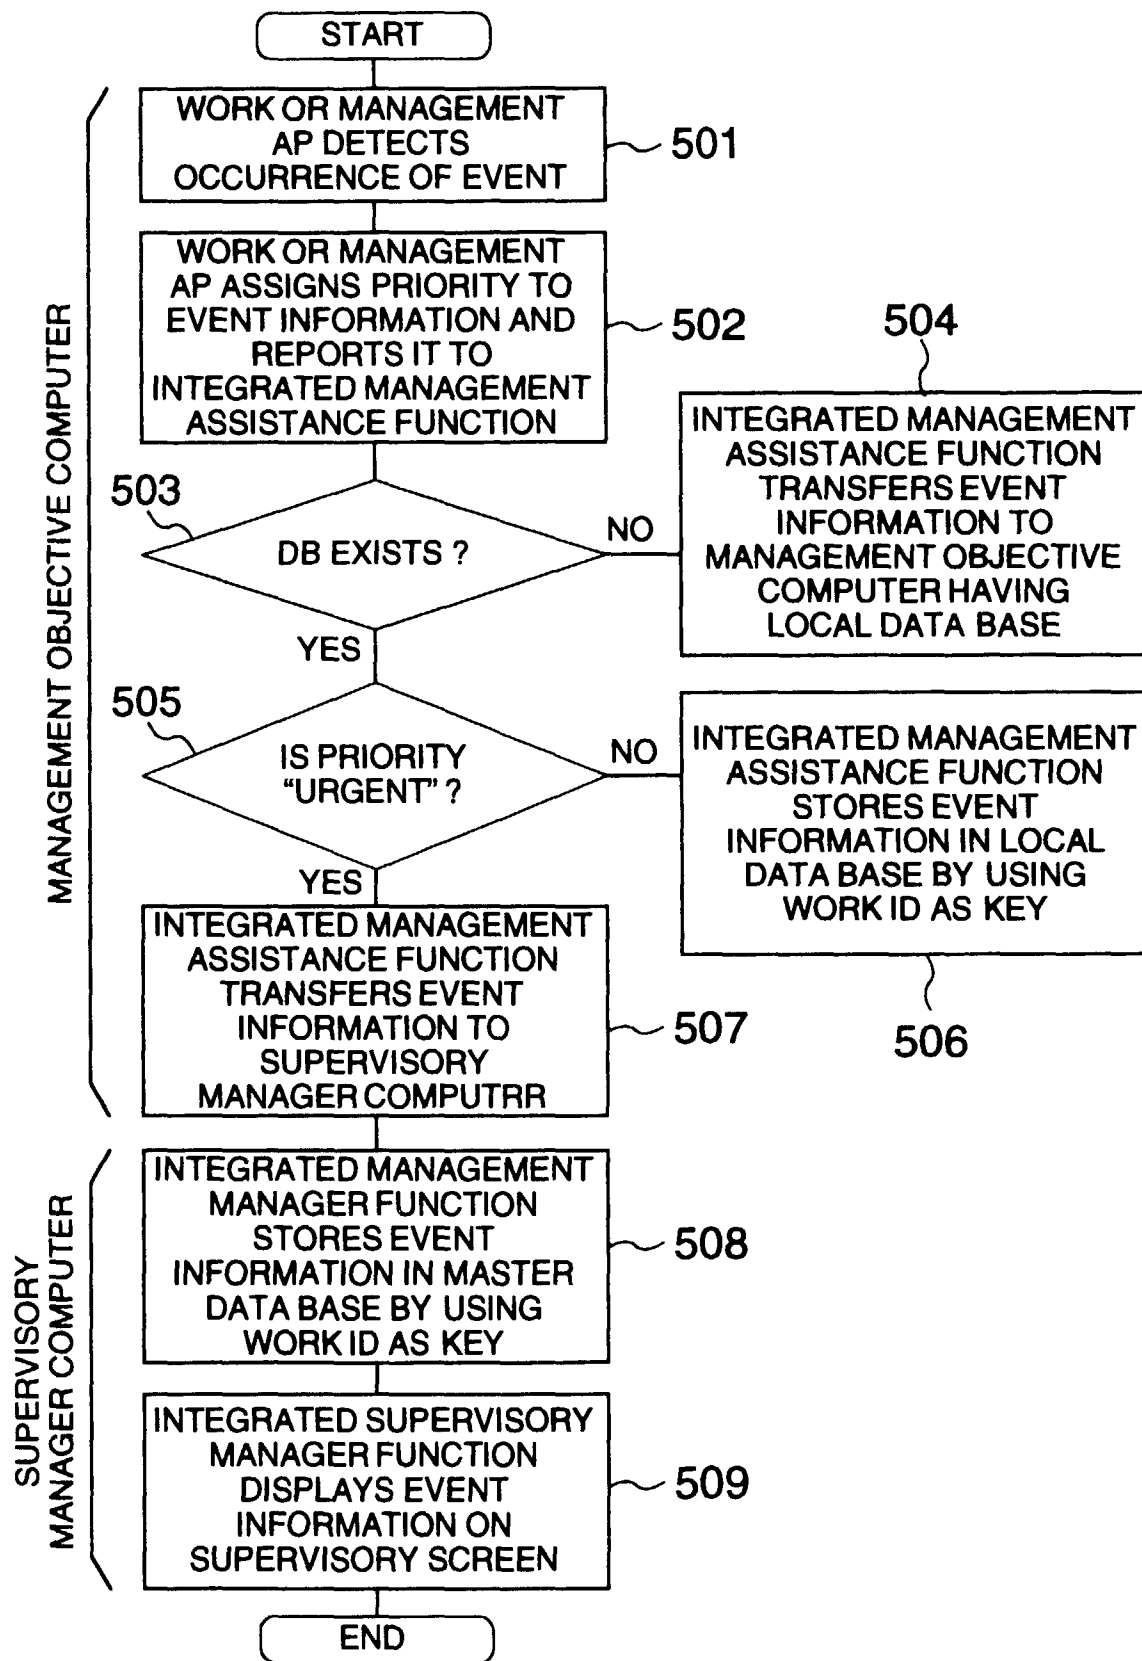 START
WORK OR MANAGEMENT
AP DETECTS
OCCURRENCE OF EVENT
501
WORK OR MANAGEMENT
AP ASSIGNS PRIORITY TO
EVENT INFORMATION AND
REPORTS IT TO
INTEGRATED MANAGEMENT
ASSISTANCE FUNCTION
502
503
DB EXISTS ?
NO
YES
504
INTEGRATED MANAGEMENT
ASSISTANCE FUNCTION
TRANSFERS EVENT
INFORMATION TO
MANAGEMENT OBJECTIVE
COMPUTER HAVING
LOCAL DATA BASE
505
IS PRIORITY
“URGENT” ?
NO
YES
INTEGRATED MANAGEMENT
ASSISTANCE FUNCTION
STORES EVENT
INFORMATION IN LOCAL
DATA BASE BY USING
WORK ID AS KEY
506
INTEGRATED MANAGEMENT
ASSISTANCE FUNCTION
TRANSFERS EVENT
INFORMATION TO
SUPERVISORY
MANAGER COMPUTRR
507
MANAGEMENT OBJECTIVE COMPUTER
INTEGRATED MANAGEMENT
MANAGER FUNCTION
STORES EVENT
INFORMATION IN MASTER
DATA BASE BY USING
WORK ID AS KEY
508
INTEGRATED SUPERVISORY
MANAGER FUNCTION
DISPLAYS EVENT
INFORMATION ON
SUPERVISORY SCREEN
509
SUPERVISORY
MANAGER COMPUTER
END